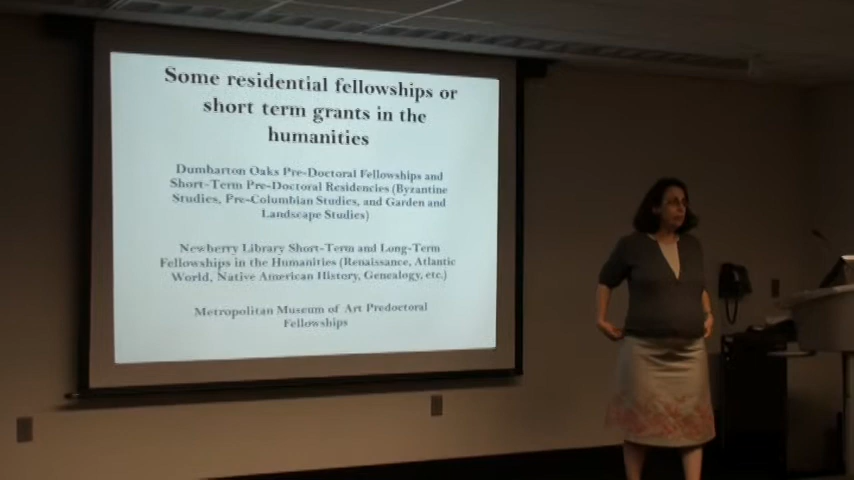 Some residential fellowships or
short term grants in the
humanities
Dumbarton Oaks Pre-Doctoral Fellowships and
Short-Term Pre-Doctoral Residencies (Byzantine
Studies, Pre-Columbian Studies, and Garden and
Landscape Studies)
Newberry Library Short-Term and Long-Term
Fellowships in the Humanities (Renaissance, Atlantic
World, Native American History, Genealogy, etc.)
Metropolitan Museum of Art Predoctoral
Fellowships